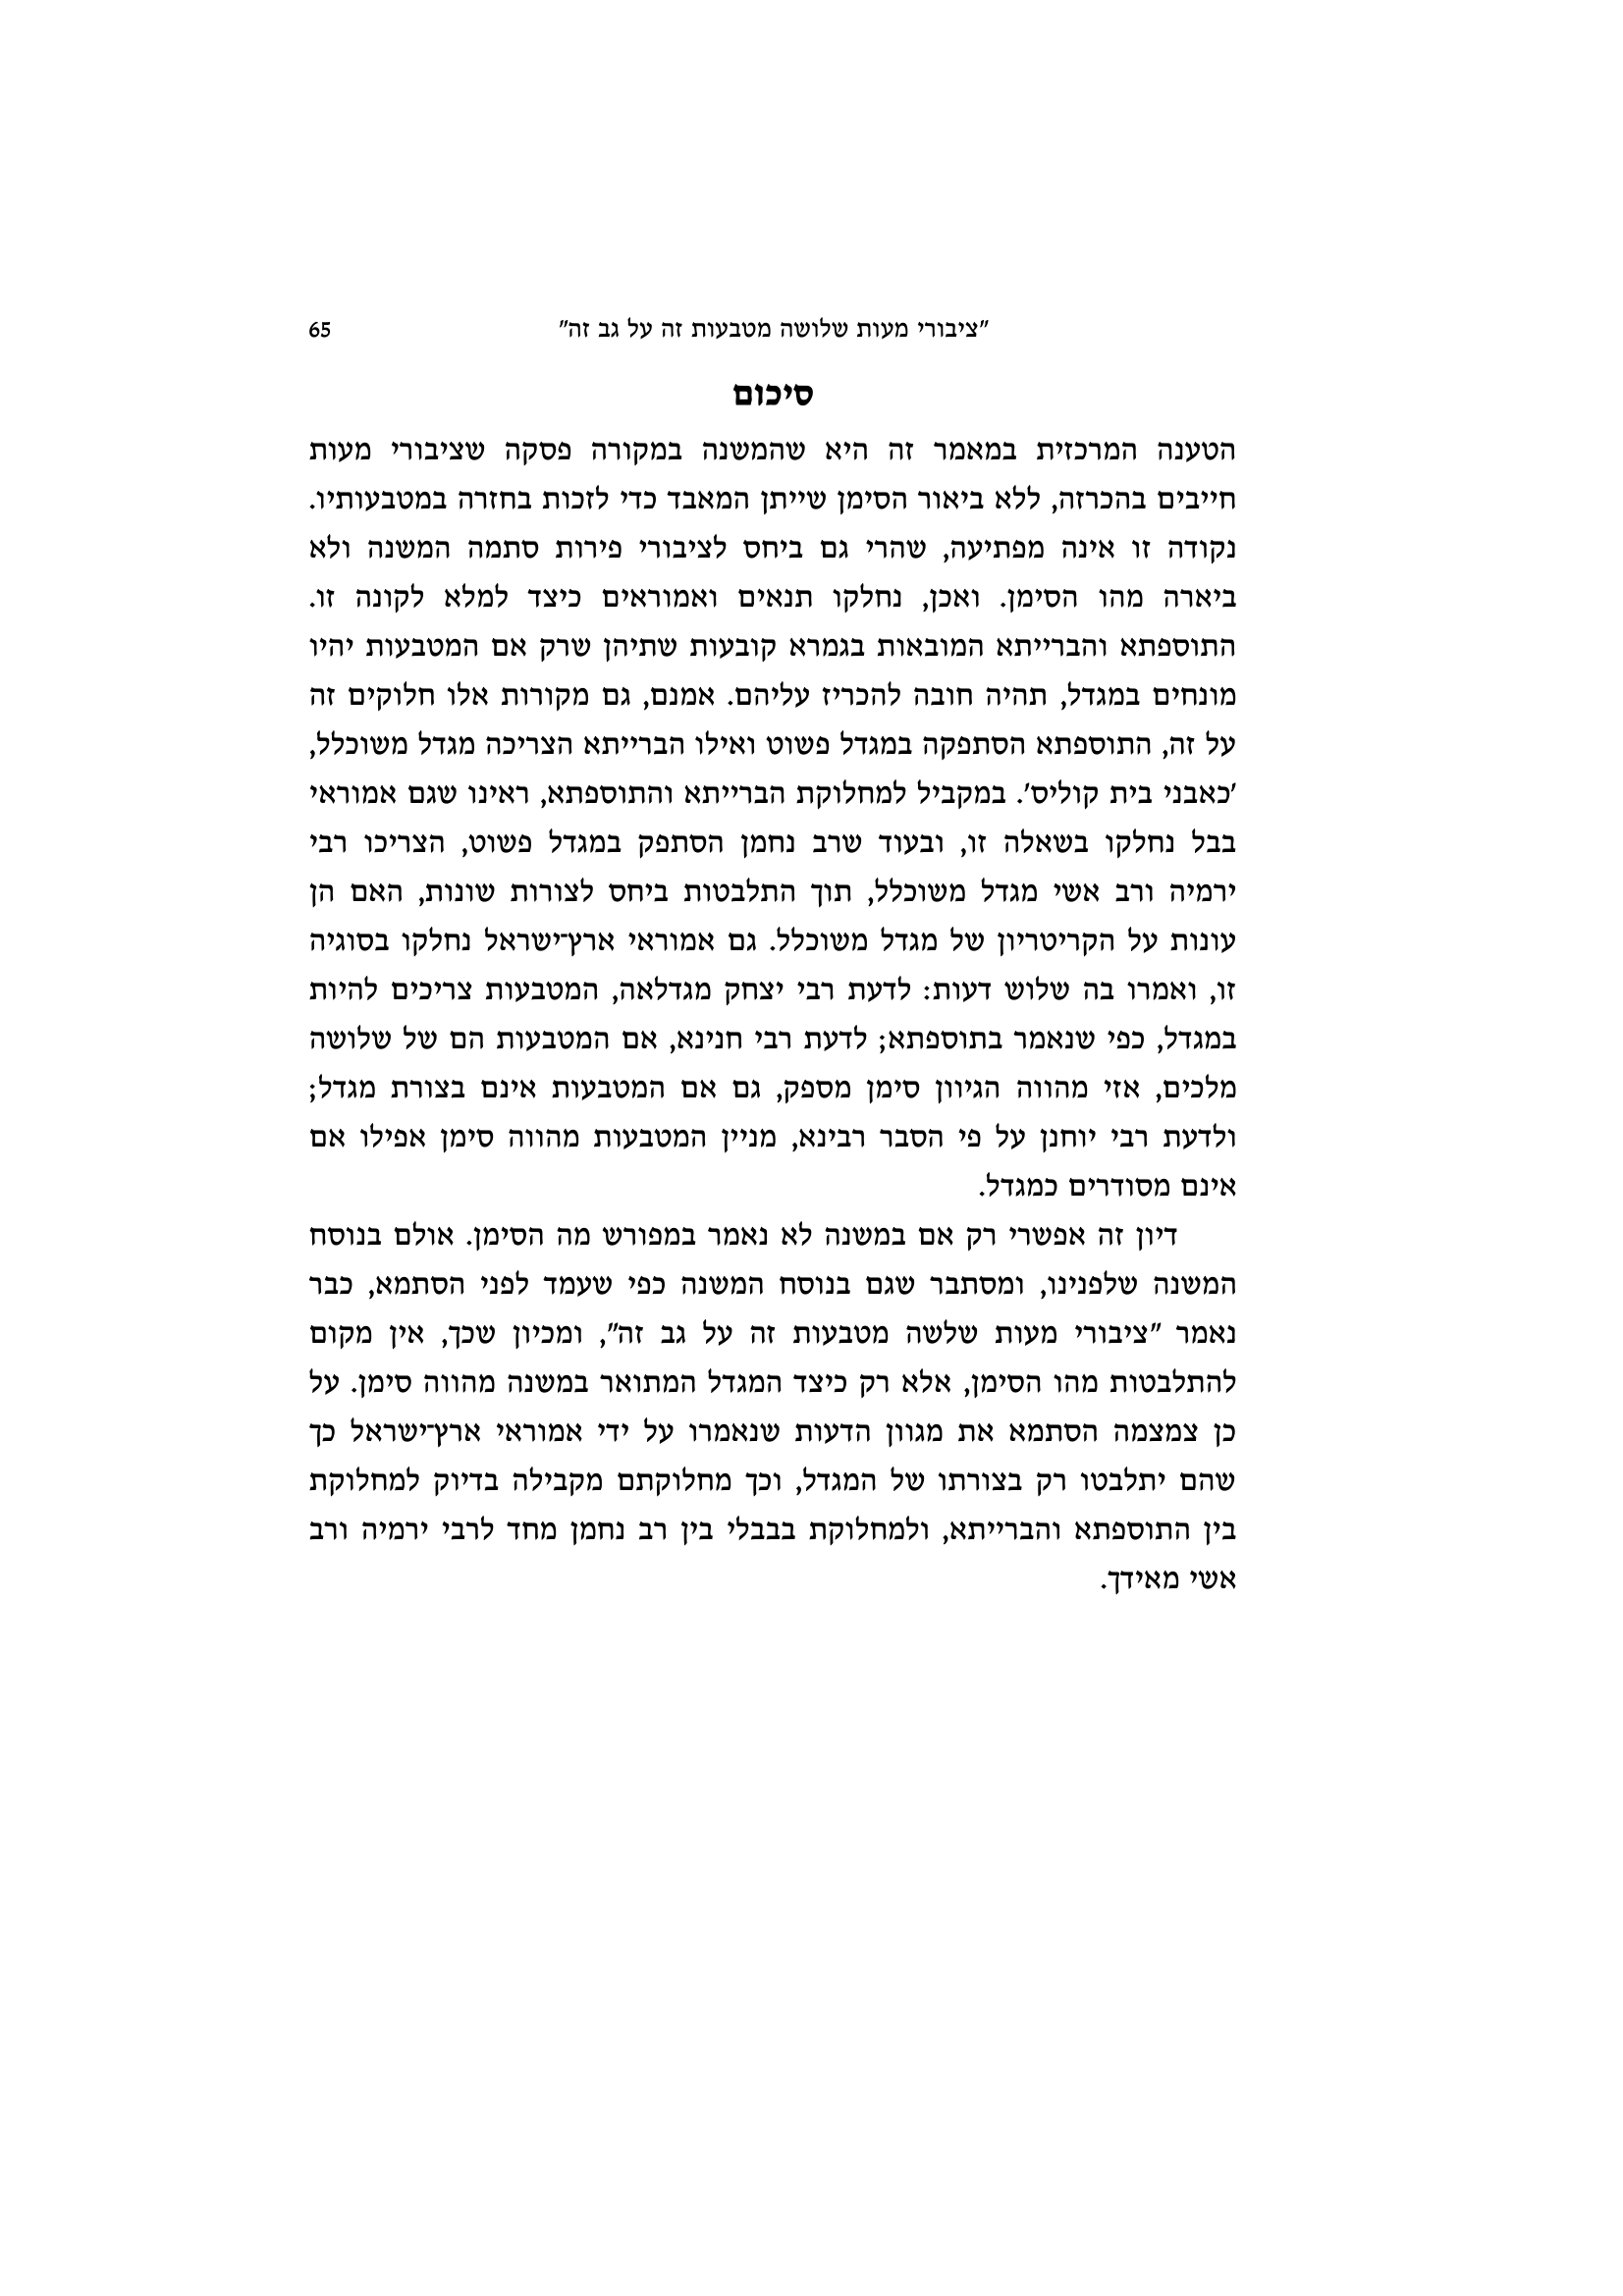 "ציבורי מעות שלושה מטבעות זה על גב זה" 65
סיכום
הטענה המרכזית במאמר זה היא שהמשנה במקורה פסקה שציבורי מעות
חייבים בהכרזה, ללא ביאור הסימן שייתן המאבד כדי לזכות בחזרה במטבעותיו.
נקודה זו אינה מפתיעה, שהרי גם ביחס לציבורי פירות סתמה המשנה ולא
ביארה מהו הסימן. ואכן, נחלקו תנאים ואמוראים כיצד למלא לקונה זו.
התוספתא והברייתא המובאות בגמרא קובעות שתיהן שרק אם המטבעות יהיו
מונחים במגדל, תהיה חובה להכריז עליהם. אמנם, גם מקורות אלו חלוקים זה
על זה, התוספתא הסתפקה במגדל פשוט ואילו הברייתא הצריכה מגדל משוכלל,
'כאבני בית קוליס'. במקביל למחלוקת הברייתא והתוספתא, ראינו שגם אמוראי
בבל נחלקו בשאלה זו, ובעוד שרב נחמן הסתפק במגדל פשוט, הצריכו רבי
ירמיה ורב אשי מגדל משוכלל, תוך התלבטות ביחס לצורות שונות, האם הן
עונות על הקריטריון של מגדל משוכלל. גם אמוראי ארץ־ישראל נחלקו בסוגיה
זו, ואמרו בה שלוש דעות: לדעת רבי יצחק מגדלאה, המטבעות צריכים להיות
במגדל, כפי שנאמר בתוספתא; לדעת רבי חנינא, אם המטבעות הם של שלושה
מלכים, אזי מהווה הגיוון סימן מספק, גם אם המטבעות אינם בצורת מגדל;
ולדעת רבי יוחנן על פי הסבר רבינא, מניין המטבעות מהווה סימן אפילו אם
אינם מסודרים כמגדל.
דיון זה אפשרי רק אם במשנה לא נאמר במפורש מה הסימן. אולם בנוסח
המשנה שלפנינו, ומסתבר שגם בנוסח המשנה כפי שעמד לפני הסתמא, כבר
נאמר "ציבורי מעות שלשה מטבעות זה על גב זה", ומכיון שכך, אין מקום
להתלבטות מהו הסימן, אלא רק כיצד המגדל המתואר במשנה מהווה סימן. על
כן צמצמה הסתמא את מגוון הדעות שנאמרו על ידי אמוראי ארץ־ישראל כך
שהם יתלבטו רק בצורתו של המגדל, וכך מחלוקתם מקבילה בדיוק למחלוקת
בין התוספתא והברייתא, ולמחלוקת בבבלי בין רב נחמן מחד לרבי ירמיה ורב
אשי מאידך.